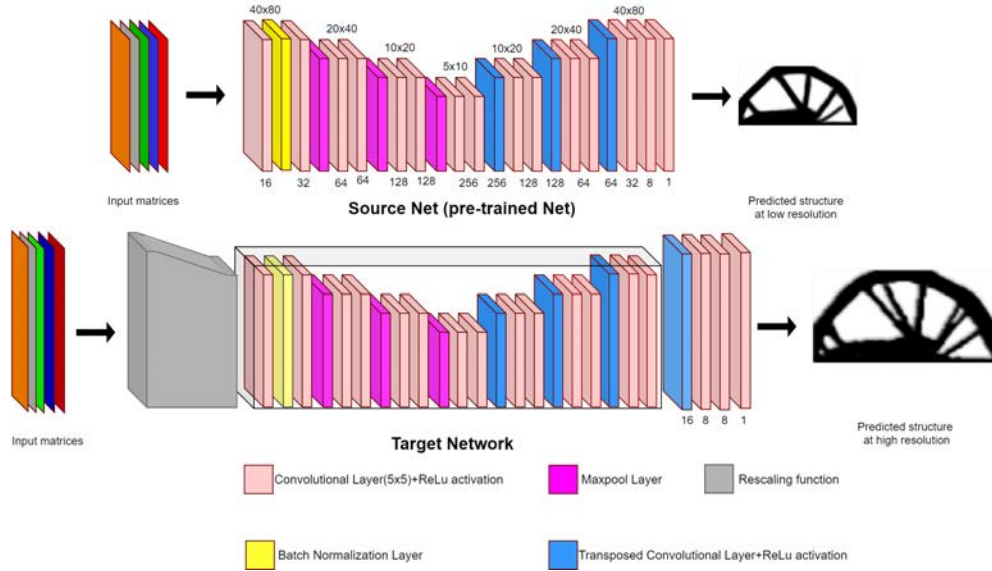 40x80
40x80
20x40
20x40
10x20
10x20
5x10
16
32
64
64
128
128
256
256
128
128
64
64
32
8
1
Input matrices
Source Net (pre-trained Net)
Predicted structure
at low resolution
16
8
8
1
Input matrices
Target Network
Predicted structure
at high resolution
Convolutional Layer(5x5)+ReLu activation
Maxpool Layer
Rescaling function
Batch Normalization Layer
Transposed Convolutional Layer+ReLu activation